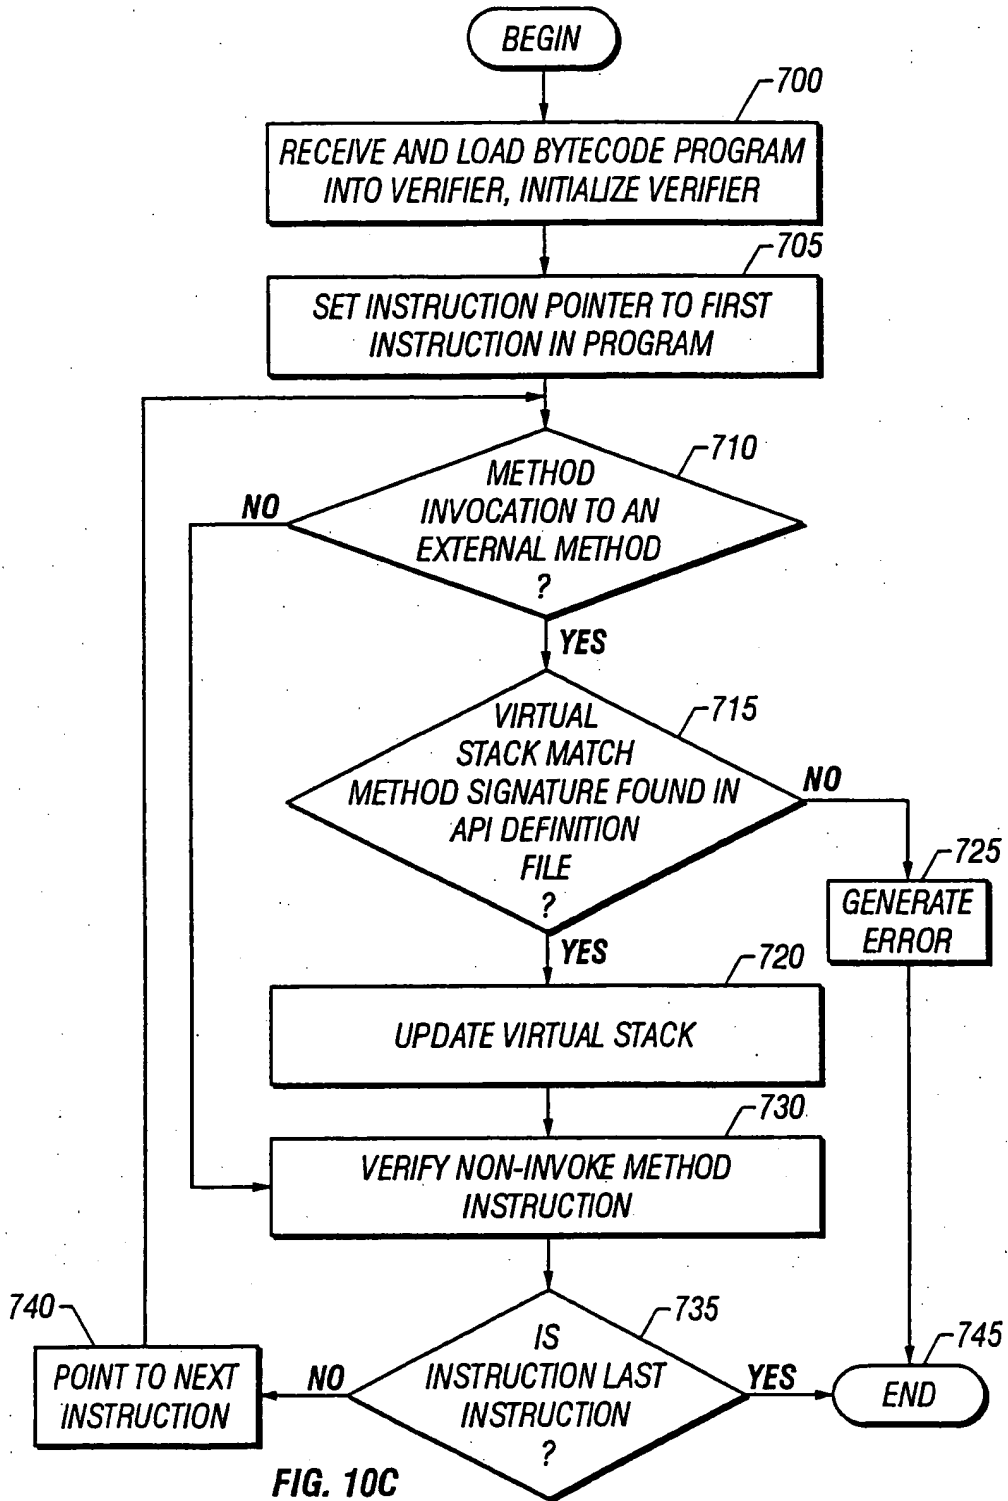 BEGIN
700
RECEIVE AND LOAD BYTECODE PROGRAM
INTO VERIFIER, INITIALIZE VERIFIER
705
SET INSTRUCTION POINTER TO FIRST
INSTRUCTION IN PROGRAM
710
METHOD
INVOCATION TO AN
EXTERNAL METHOD
?
NO
YES
715
VIRTUAL
STACK MATCH
METHOD SIGNATURE FOUND IN
API DEFINITION
FILE
?
NO
YES
725
GENERATE
ERROR
720
UPDATE VIRTUAL STACK
730
VERIFY NON-INVOKE METHOD
INSTRUCTION
735
IS
INSTRUCTION LAST
INSTRUCTION
?
NO
YES
740
POINT TO NEXT
INSTRUCTION
745
END
FIG. 10C